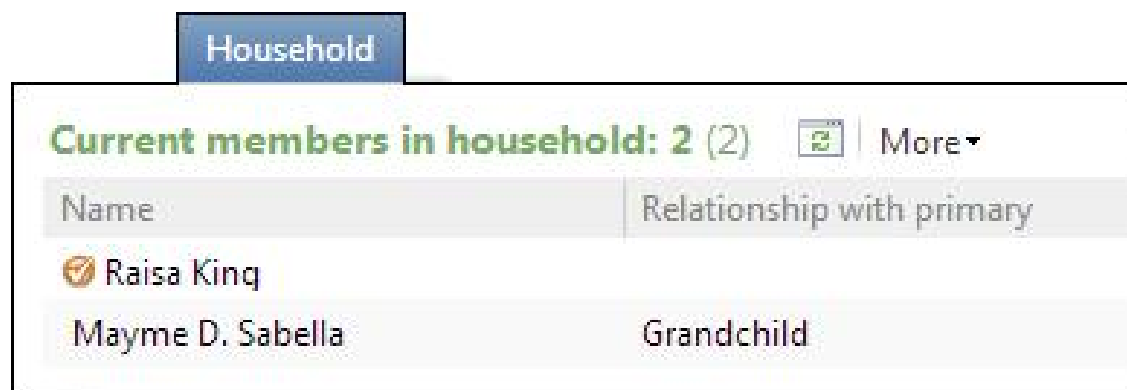 Household
Current members in household: 2 (2) More
Name Relationship with primary
Raisa King
Mayme D. Sabella Grandchild